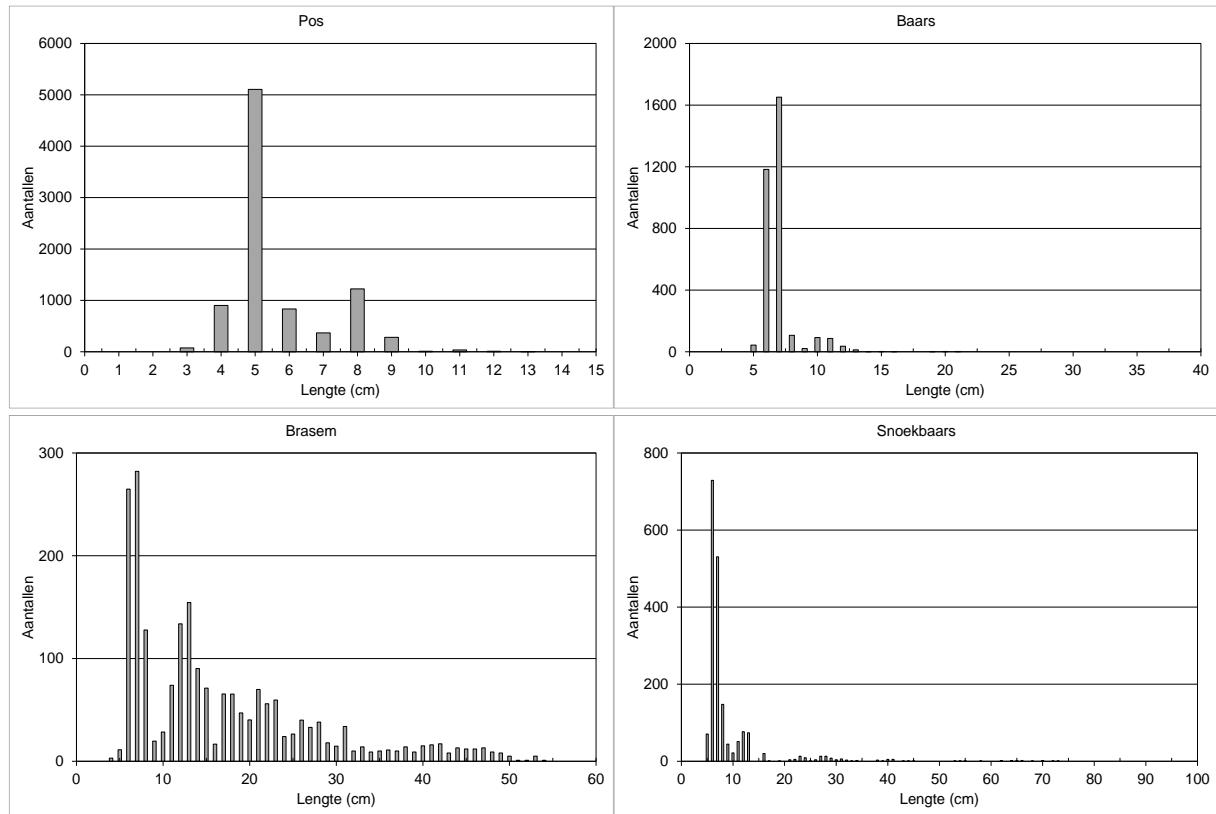 Pos
6000
5000
4000
3000
2000
1000
0
Aantallen
0 1 2 3 4 5 6 7 8 9 10 11 12 13 14 15
Lengte (cm)
Baars
2000
1600
1200
800
400
0
Aantallen
0 5 10 15 20 25 30 35 40
Lengte (cm)
Brasem
300
200
100
0
Aantallen
0 10 20 30 40 50 60
Lengte (cm)
Snoekbaars
800
600
400
200
0
Aantallen
0 10 20 30 40 50 60 70 80 90 100
Lengte (cm)